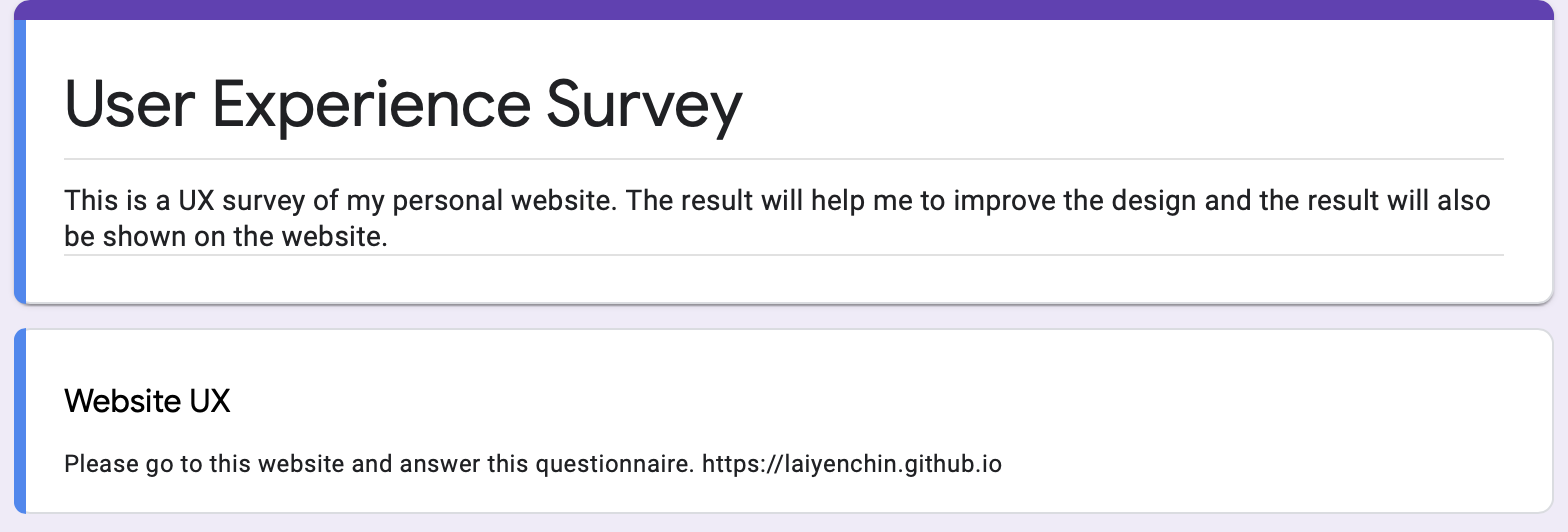 User Experience Survey
This is a UX survey of my personal website. The result will help me to improve the design and the result will also
be shown on the website.
Website UX
Please go to this website and answer this questionnaire. https://laiyenchin.github.io